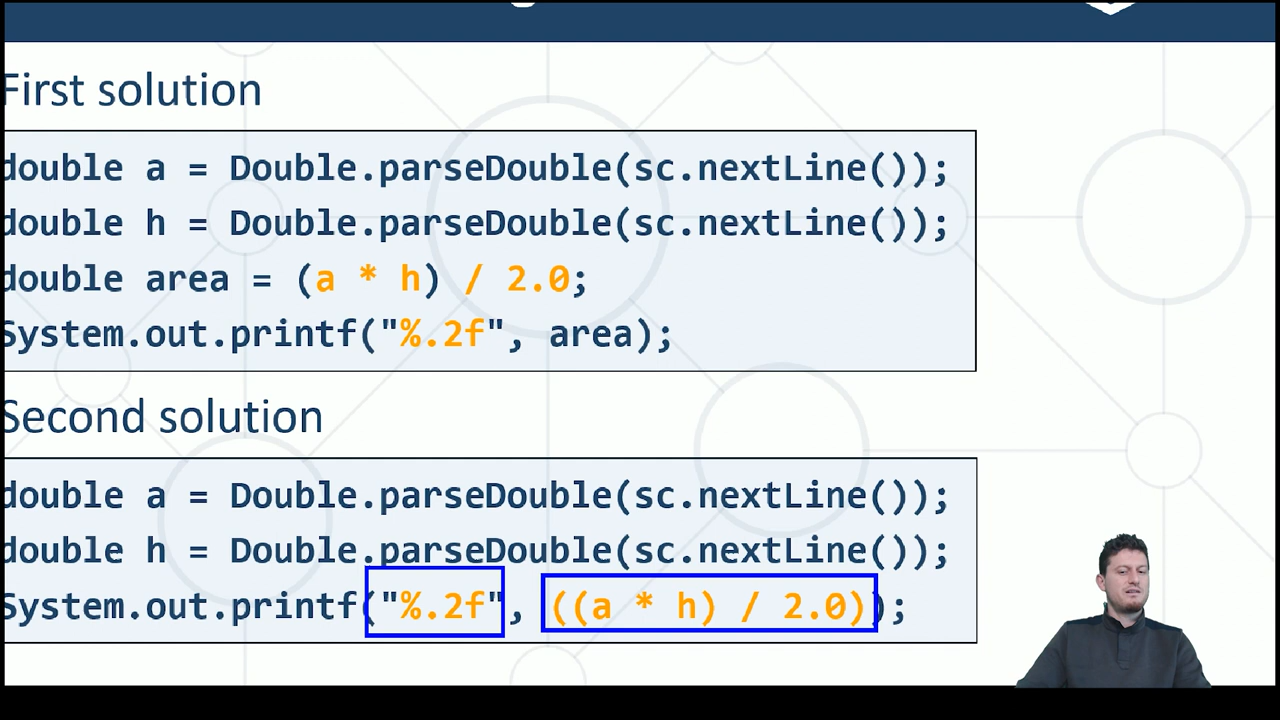 First solution
double a = Double.parseDouble(sc.nextLine());
double h = Double.parseDouble(sc.nextLine());
double area = (a * h) / 2.0;
System.out.printf("%.2f", area);
Second solution
double a = Double.parseDouble(sc.nextLine());
double h = Double.parseDouble(sc.nextLine());
System.out.printf("%.2f", ((a * h) / 2.0));